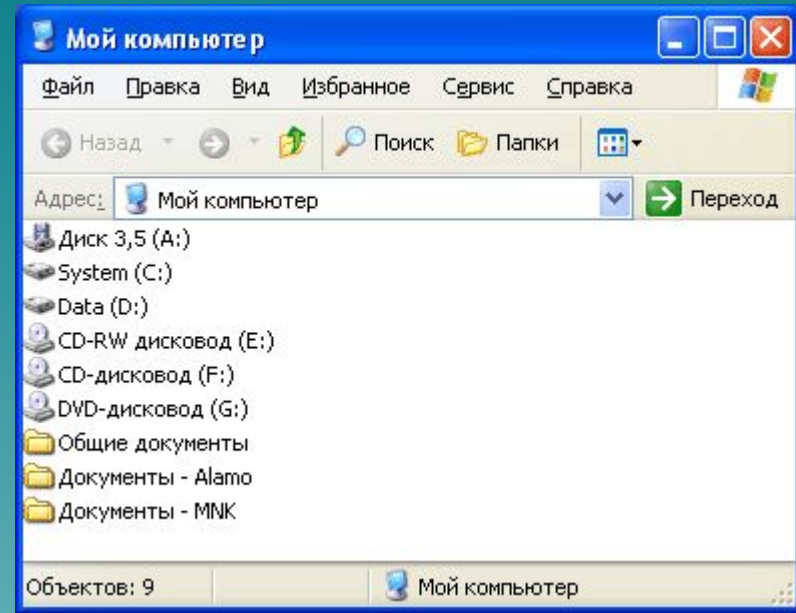 Мой компьютер
Файл Правка Вид Избранное Сервис Справка
Назад Поиск Папки
Адрес: Мой компьютер Переход
Диск 3,5 (A:)
System (C:)
Data (D:)
CD-RW дисковод (E:)
CD-дисковод (F:)
DVD-дисковод (G:)
Общие документы
Документы - Alamo
Документы - MNK
Объектов: 9 Мой компьютер